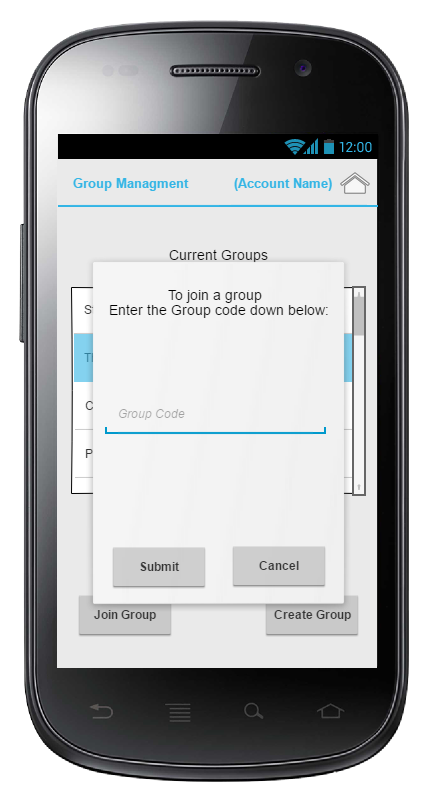 12:00
Group Managment (Account Name)
Current Groups
To join a group
Enter the Group code down below:
Group Code
Submit Cancel
Join Group Create Group